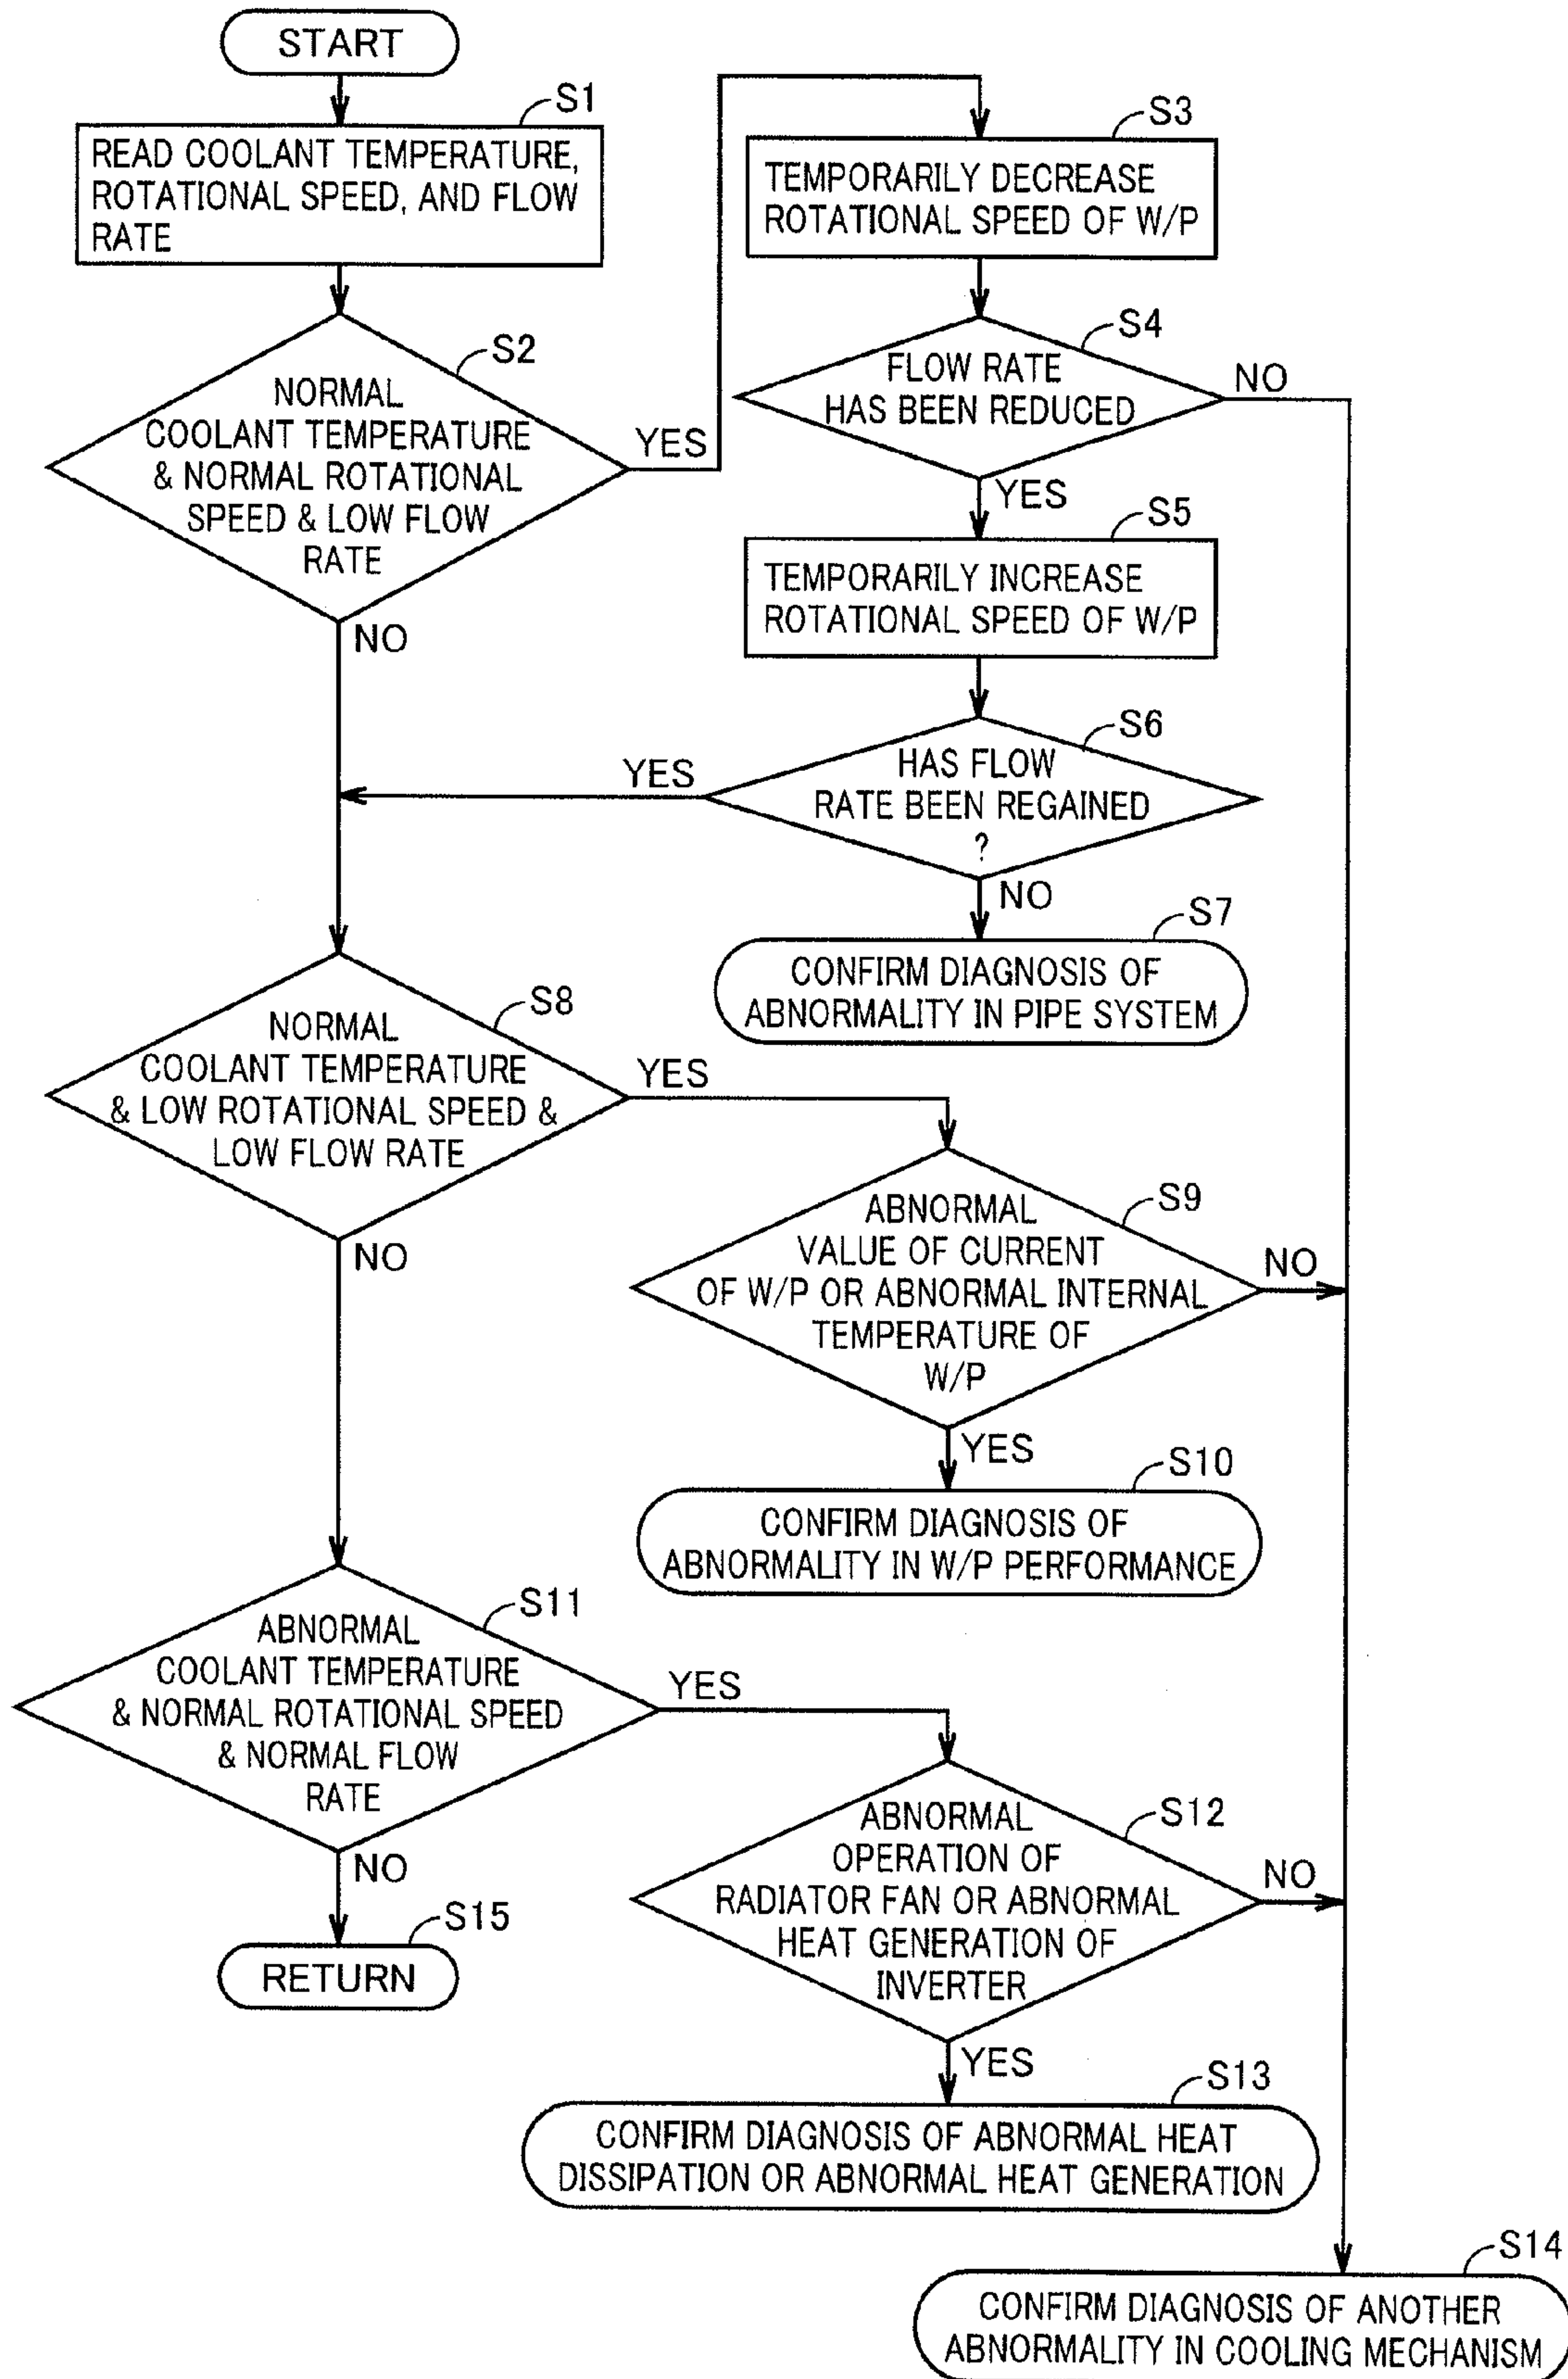 START
S1
READ COOLANT TEMPERATURE,
ROTATIONAL SPEED, AND FLOW
RATE
S2
NORMAL
COOLANT TEMPERATURE
& NORMAL ROTATIONAL
SPEED & LOW FLOW
RATE
YES
NO
S3
TEMPORARILY DECREASE
ROTATIONAL SPEED OF W/P
S4
FLOW RATE
HAS BEEN REDUCED
NO
YES
S5
TEMPORARILY INCREASE
ROTATIONAL SPEED OF W/P
S6
HAS FLOW
RATE BEEN REGAINED
?
YES
NO
S7
CONFIRM DIAGNOSIS OF
ABNORMALITY IN PIPE SYSTEM
S8
NORMAL
COOLANT TEMPERATURE
& LOW ROTATIONAL SPEED &
LOW FLOW RATE
YES
NO
S9
ABNORMAL
VALUE OF CURRENT
OF W/P OR ABNORMAL INTERNAL
TEMPERATURE OF
W/P
NO
YES
S10
CONFIRM DIAGNOSIS OF
ABNORMALITY IN W/P PERFORMANCE
S11
ABNORMAL
COOLANT TEMPERATURE
& NORMAL ROTATIONAL SPEED
& NORMAL FLOW
RATE
YES
NO
S12
ABNORMAL
OPERATION OF
RADIATOR FAN OR ABNORMAL
HEAT GENERATION OF
INVERTER
NO
YES
S15
RETURN
S13
CONFIRM DIAGNOSIS OF ABNORMAL HEAT
DISSIPATION OR ABNORMAL HEAT GENERATION
S14
CONFIRM DIAGNOSIS OF ANOTHER
ABNORMALITY IN COOLING MECHANISM